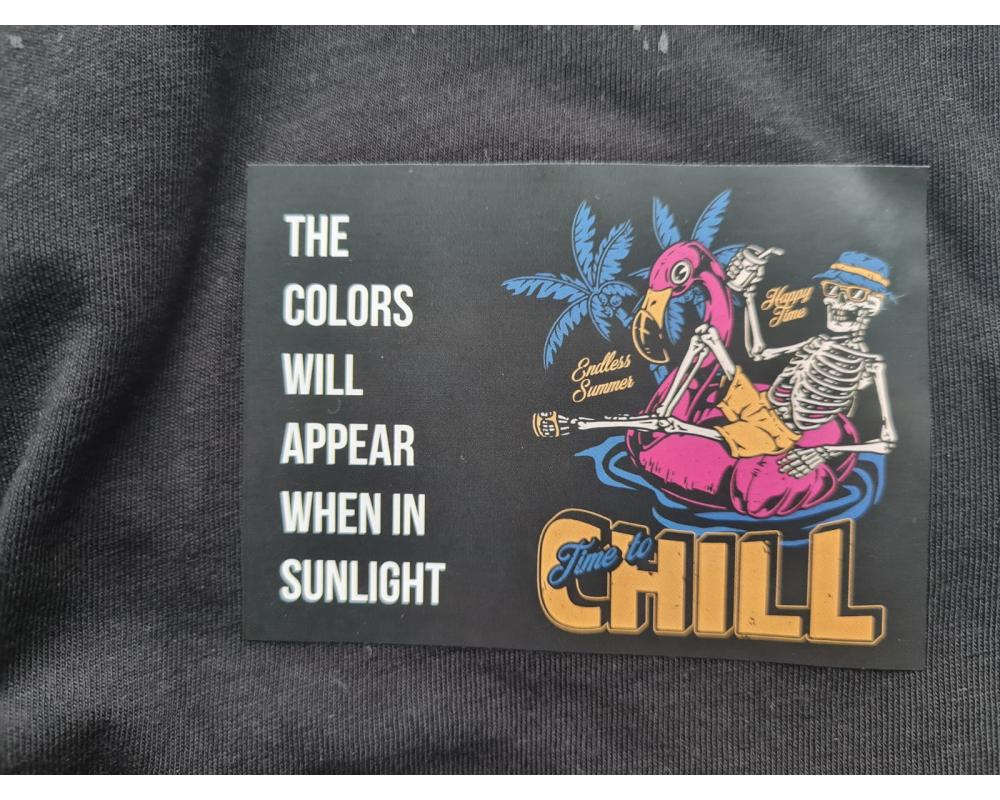 THE
COLORS
WILL
APPEAR
WHEN IN
SUNLIGHT
Happy
Time
Endless
Summer
Time to
CHILL